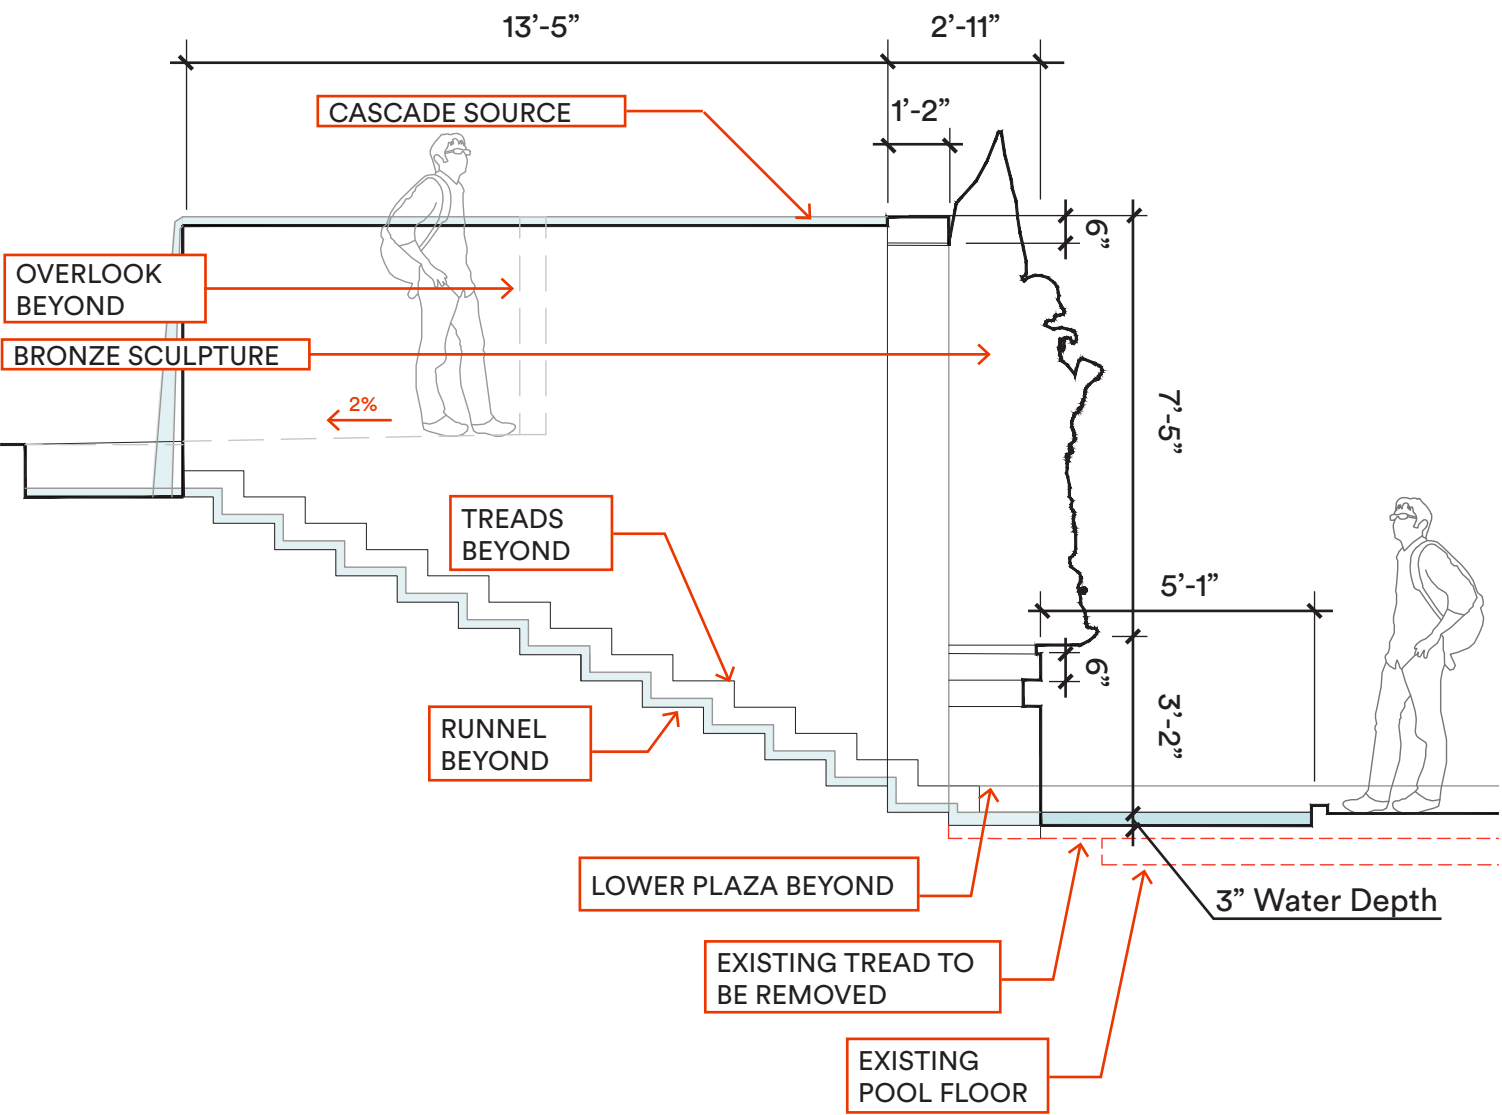 13’-5”
2’-11”
CASCADE SOURCE
1’-2”
6”
OVERLOOK
BEYOND
BRONZE SCULPTURE
2%
7’-5”
TREADS
BEYOND
5’-1”
6”
RUNNEL
BEYOND
3’-2”
LOWER PLAZA BEYOND
3” Water Depth
EXISTING TREAD TO
BE REMOVED
EXISTING
POOL FLOOR